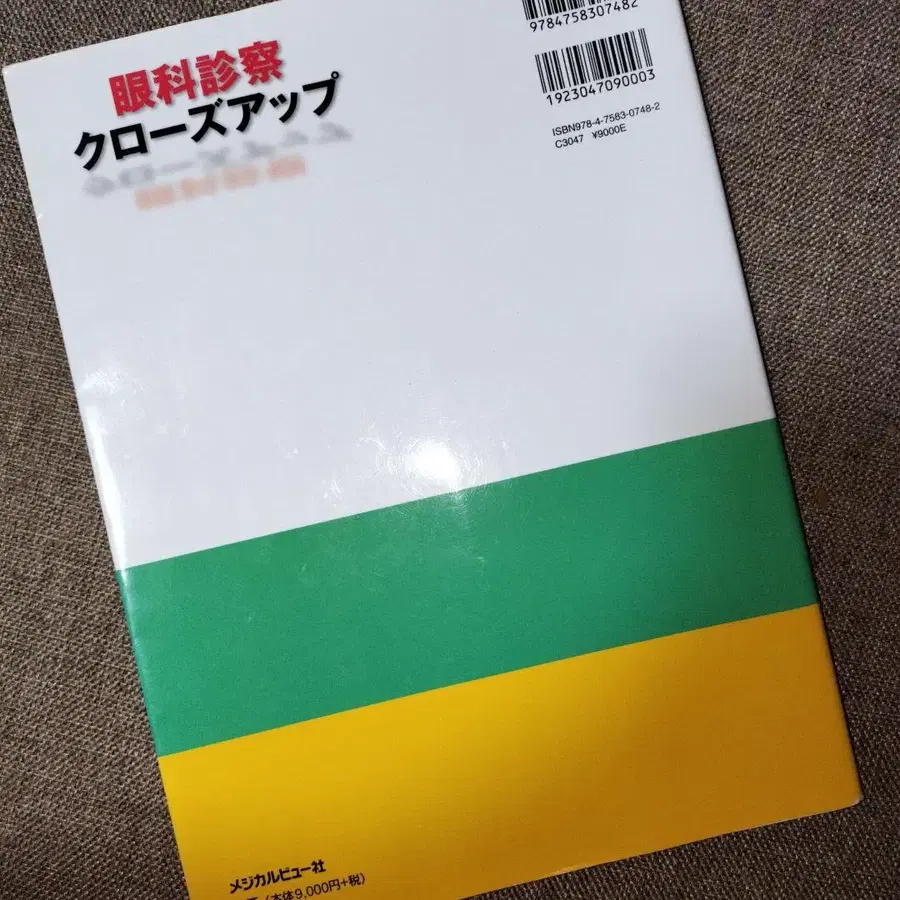 眼科診察
クローズアップ
9784758307482
1923047090003
ISBN978-4-7583-0748-2
C3047 ¥9000E
メジカルビュー社
(本体9,000円+税)